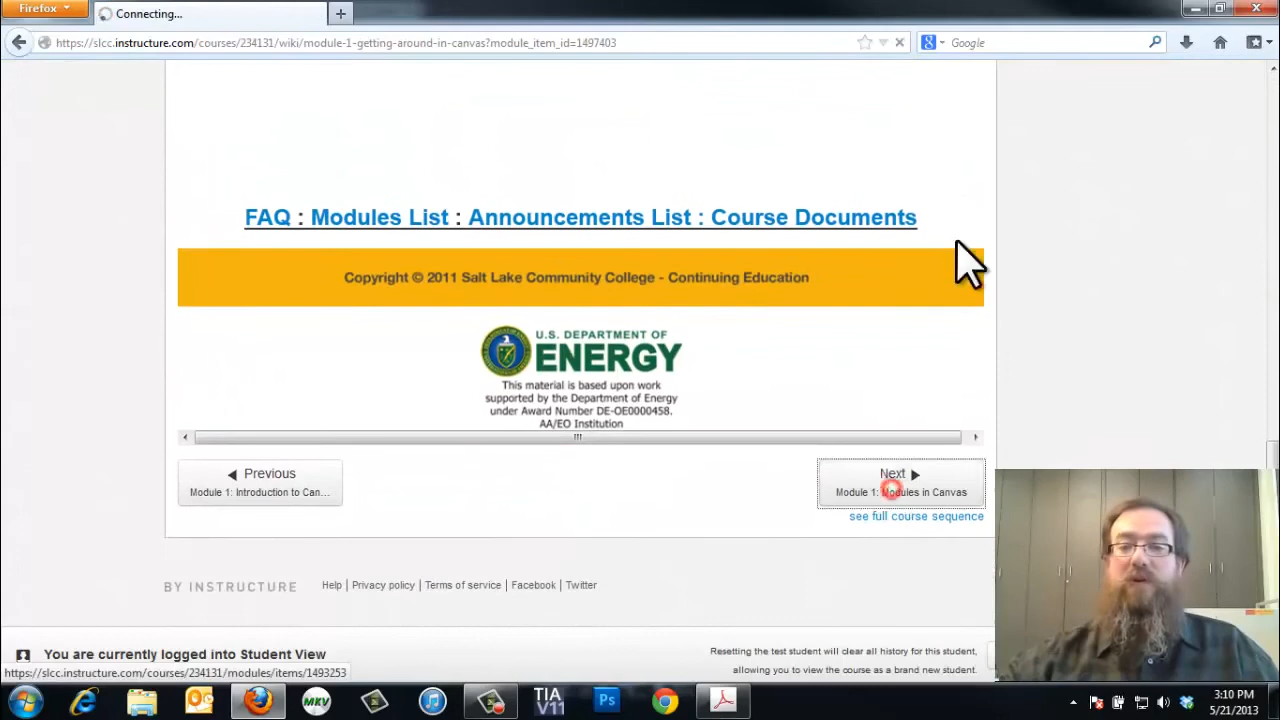 Firefox
Connecting...
https://slcc.instructure.com/courses/234131/wiki/module-1-getting-around-in-canvas?module_item_id=1497403
Google
FAQ : Modules List : Announcements List : Course Documents
Copyright © 2011 Salt Lake Community College - Continuing Education
U.S. DEPARTMENT OF
ENERGY
This material is based upon work
supported by the Department of Energy
under Award Number DE-OE0000458.
AA/EO Institution
Previous
Module 1: Introduction to Can...
Next
Module 1: Modules in Canvas
see full course sequence
BY INSTRUCTURE
Help | Privacy policy | Terms of service | Facebook | Twitter
You are currently logged into Student View
Resetting the test student will clear all history for this student,
allowing you to view the course as a brand new student.
https://slcc.instructure.com/courses/234131/modules/items/1493253
MKV
TIA
V11
Ps
3:10 PM
5/21/2013